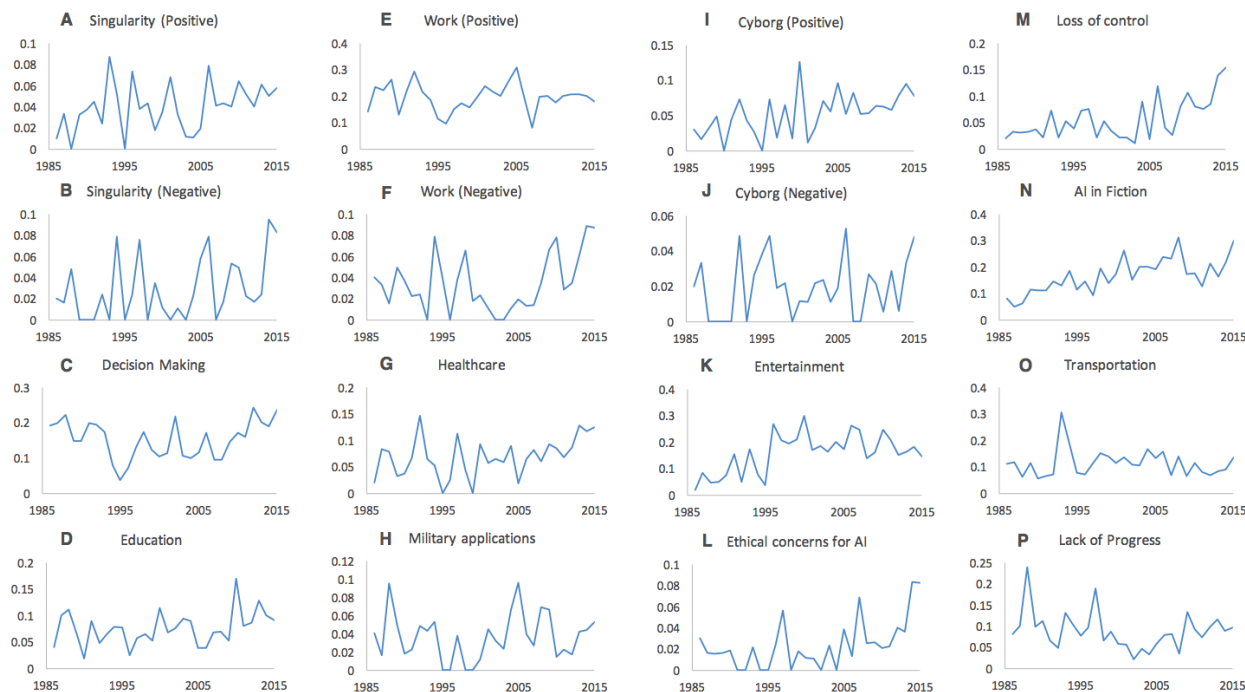 A Singularity (Positive)
0.1
0.08
0.06
0.04
0.02
0
1985 1995 2005 2015
E Work (Positive)
0.4
0.3
0.2
0.1
0
1985 1995 2005 2015
I Cyborg (Positive)
0.15
0.1
0.05
0
1985 1995 2005 2015
M Loss of control
0.2
0.15
0.1
0.05
0
1985 1995 2005 2015
B Singularity (Negative)
0.1
0.08
0.06
0.04
0.02
0
1985 1995 2005 2015
F Work (Negative)
0.1
0.08
0.06
0.04
0.02
0
1985 1995 2005 2015
J Cyborg (Negative)
0.06
0.04
0.02
0
1985 1995 2005 2015
N AI in Fiction
0.4
0.3
0.2
0.1
0
1985 1995 2005 2015
C Decision Making
0.3
0.2
0.1
0
1985 1995 2005 2015
G Healthcare
0.2
0.15
0.1
0.05
0
1985 1995 2005 2015
K Entertainment
0.4
0.3
0.2
0.1
0
1985 1995 2005 2015
O Transportation
0.4
0.3
0.2
0.1
0
1985 1995 2005 2015
D Education
0.2
0.15
0.1
0.05
0
1985 1995 2005 2015
H Military applications
0.12
0.1
0.08
0.06
0.04
0.02
0
1985 1995 2005 2015
L Ethical concerns for AI
0.1
0.08
0.06
0.04
0.02
0
1985 1995 2005 2015
P Lack of Progress
0.25
0.2
0.15
0.1
0.05
0
1985 1995 2005 2015